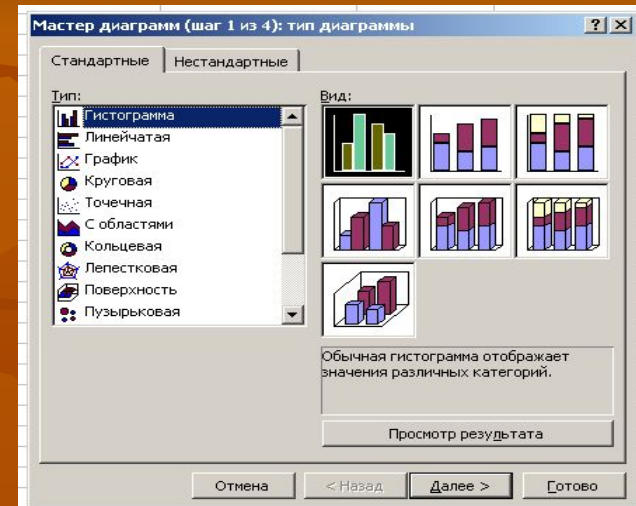 Мастер диаграмм (шаг 1 из 4): тип диаграммы
Стандартные
Нестандартные
Тип:
Гистограмма
Линейчатая
График
Круговая
Точечная
С областями
Кольцевая
Лепестковая
Поверхность
Пузырьковая
Вид:
Обычная гистограмма отображает
значения различных категорий.
Просмотр результата
Отмена
< Назад
Далее >
Готово